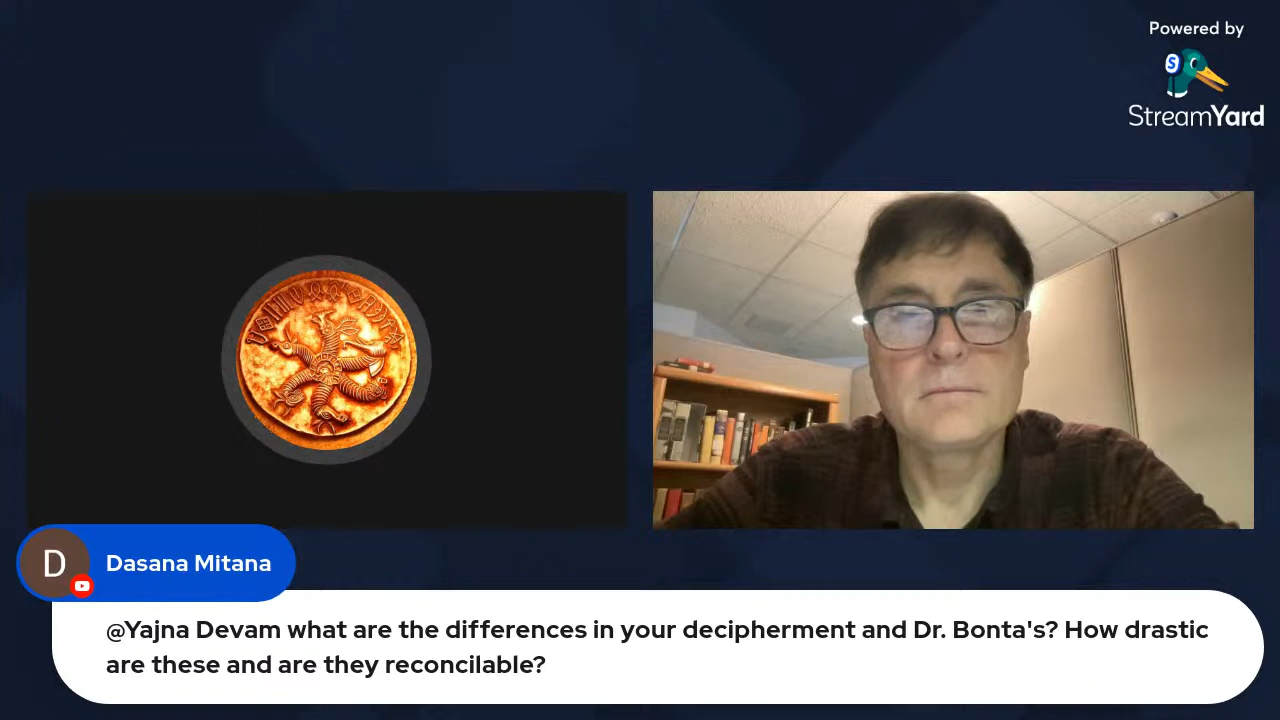 Powered by
S
StreamYard
D
Dasana Mitana
@Yajna Devam what are the differences in your decipherment and Dr. Bonta's? How drastic
are these and are they reconcilable?